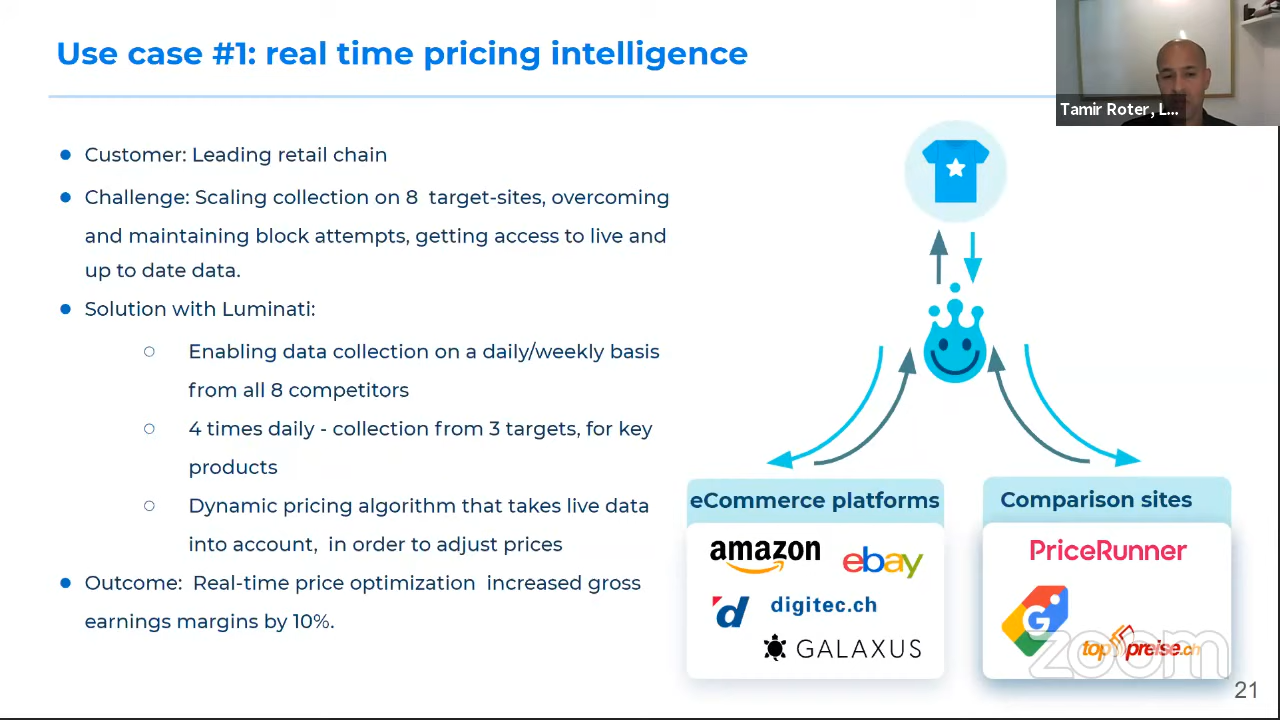 Use case #1: real time pricing intelligence
Tamir Roter, L...
Customer: Leading retail chain
Challenge: Scaling collection on 8 target-sites, overcoming
and maintaining block attempts, getting access to live and
up to date data.
Solution with Luminati:
Enabling data collection on a daily/weekly basis
from all 8 competitors
4 times daily - collection from 3 targets, for key
products
Dynamic pricing algorithm that takes live data
into account, in order to adjust prices
Outcome: Real-time price optimization increased gross
earnings margins by 10%.
eCommerce platforms
amazon
ebay
d digitec.ch
GALAXUS
Comparison sites
PriceRunner
G
toppreise.ch
zoom
21